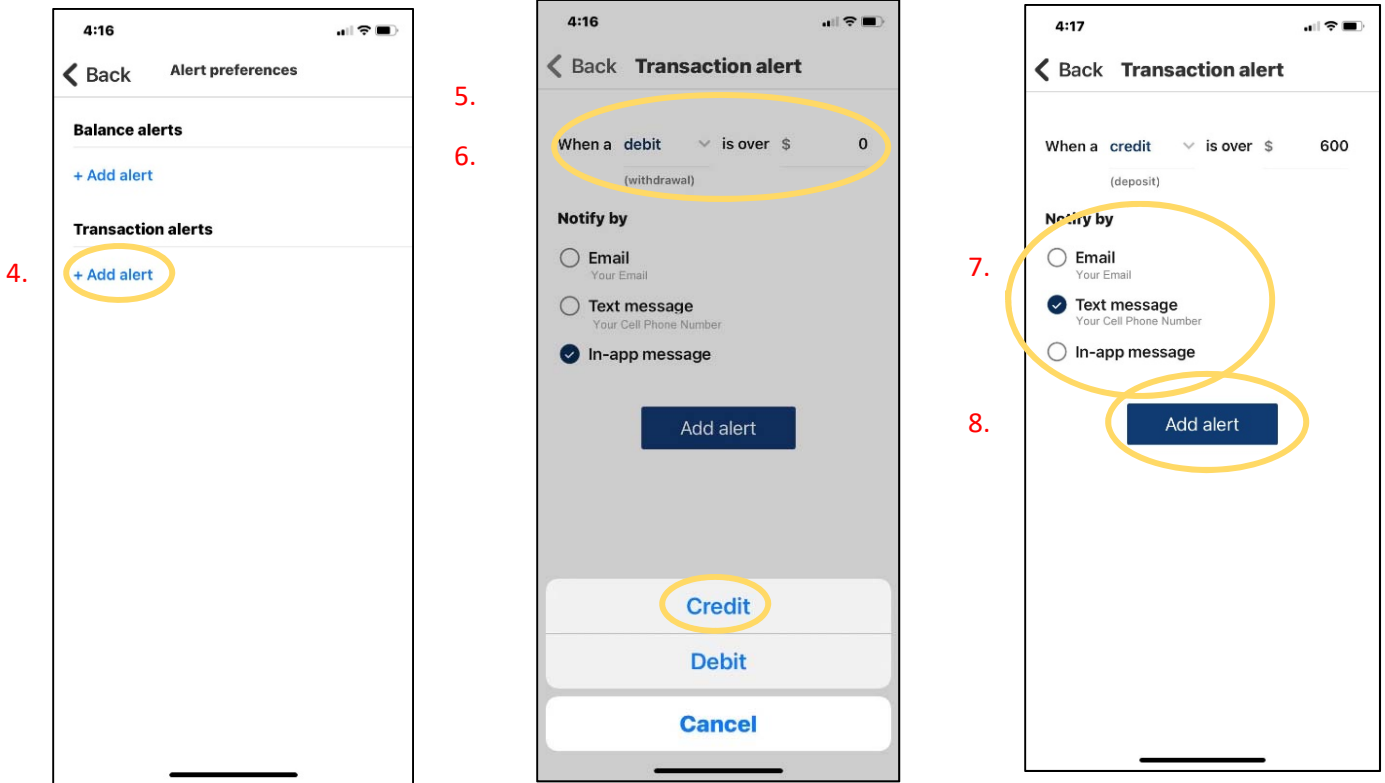 4:16
Back Alert preferences
Balance alerts
+ Add alert
Transaction alerts
4.
+ Add alert
4:16
Back Transaction alert
5.
6.
When a debit is over $ 0
(withdrawal)
Notify by
Email
Your Email
Text message
Your Cell Phone Number
In-app message
Add alert
Credit
Debit
Cancel
4:17
Back Transaction alert
When a credit is over $ 600
(deposit)
Notify by
7.
Email
Your Email
Text message
Your Cell Phone Number
In-app message
8.
Add alert